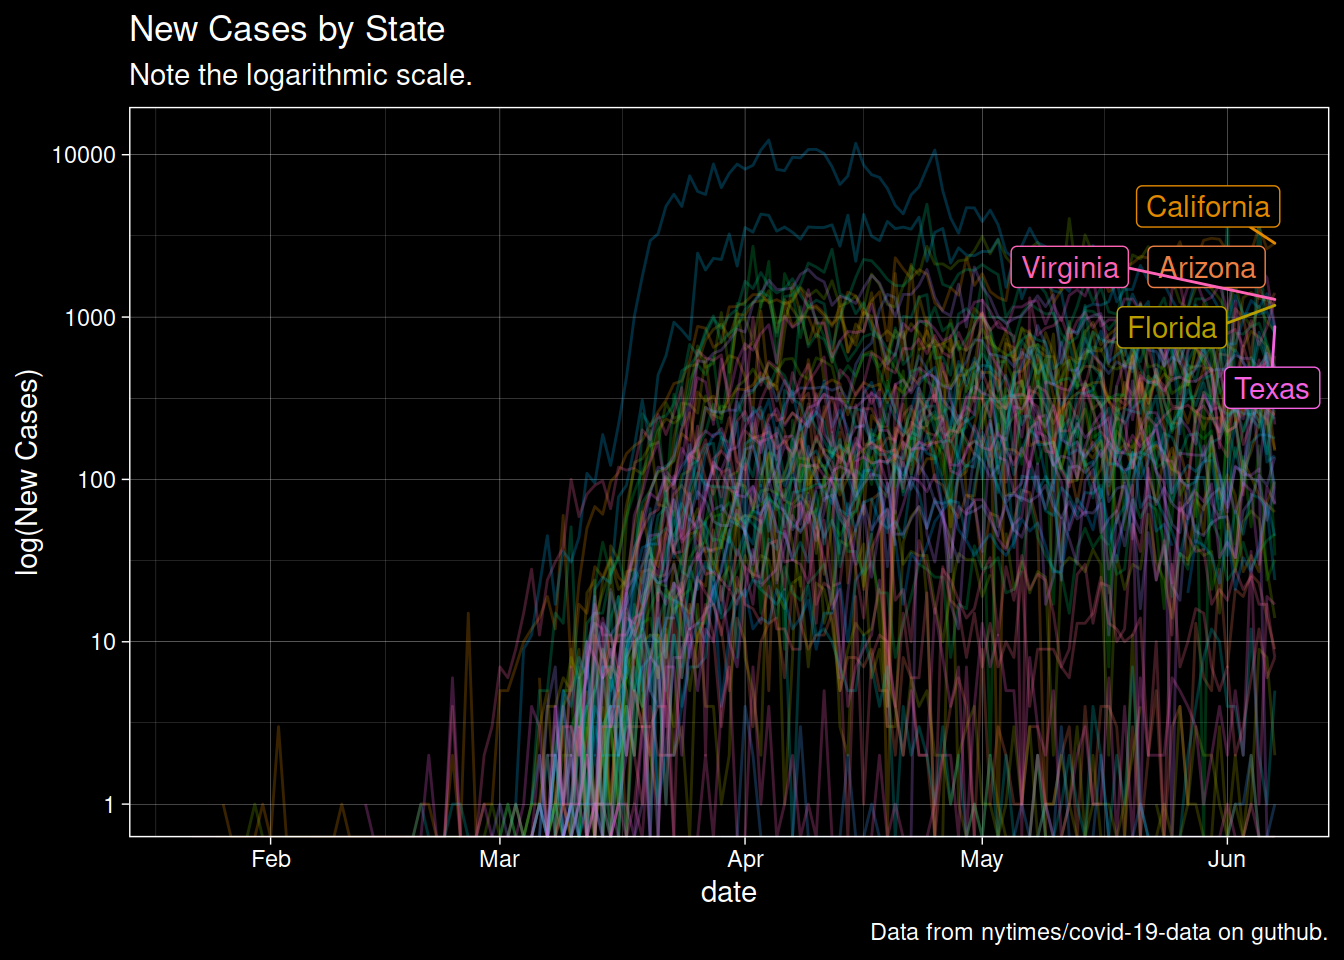 New Cases by State
Note the logarithmic scale.
log(New Cases)
10000
1000
100
10
1
California
Virginia
Arizona
Florida
Texas
Feb
Mar
Apr
May
Jun
date
Data from nytimes/covid-19-data on guthub.